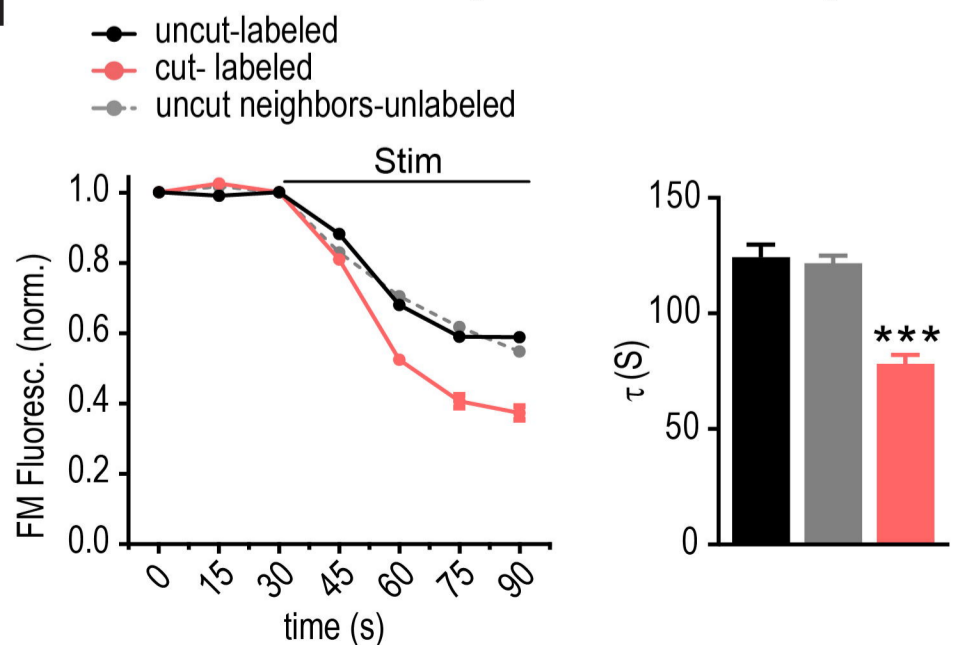 uncut-labeled
cut- labeled
uncut neighbors-unlabeled
Stim
FM Fluoresc. (norm.)
1.0
0.8
0.6
0.4
0.2
0.0
0 15 30 45 60 75 90
time (s)
τ (S)
150
100
50
0
***